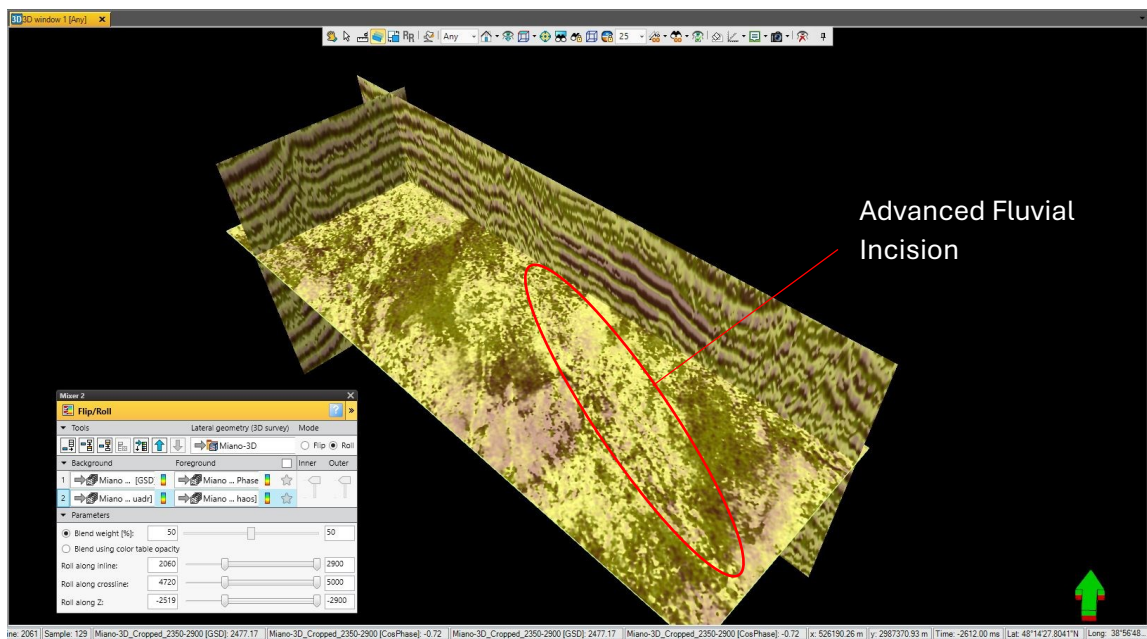 3D 3D window 1 [Any]
Any
25
Advanced Fluvial
Incision
Mixer 2
Flip/Roll
Tools Lateral geometry (3D survey) Mode
Miano-3D Flip Roll
Background Foreground Inner Outer
1 Miano ... [GSD] Miano ... Phase
2 Miano ... uadr] Miano ... haos]
Parameters
Blend weight [%]: 50 50
Blend using color table opacity
Roll along inline: 2060 2900
Roll along crossline: 4720 5000
Roll along Z: -2519 -2900
ne: 2061 Sample: 129 Miano-3D_Cropped_2350-2900 [GSD]: 2477.17 Miano-3D_Cropped_2350-2900 [CosPhase]: -0.72 Miano-3D_Cropped_2350-2900 [GSD]: 2477.17 Miano-3D_Cropped_2350-2900 [CosPhase]: -0.72 x: 526190.26 m y: 2987370.93 m Time: -2612.00 ms Lat: 48°14'27.8041"N Long: 38°56'48